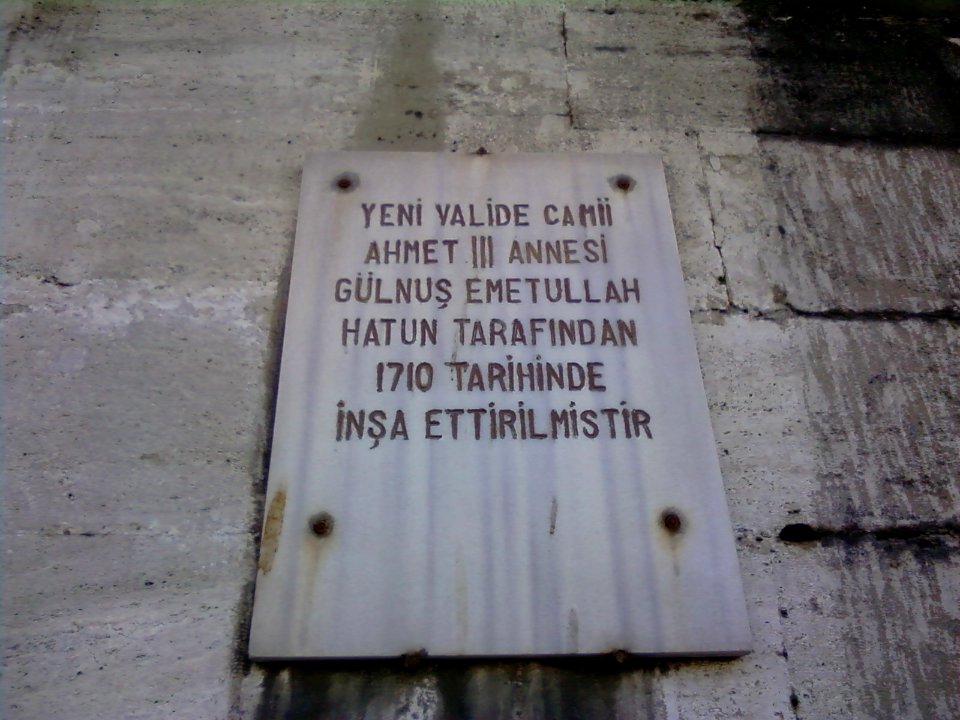 YENİ VALİDE CAMİİ
AHMET III ANNESİ
GÜLNUŞ EMETULLAH
HATUN TARAFINDAN
1710 TARİHİNDE
İNŞA ETTİRİLMİSTİR